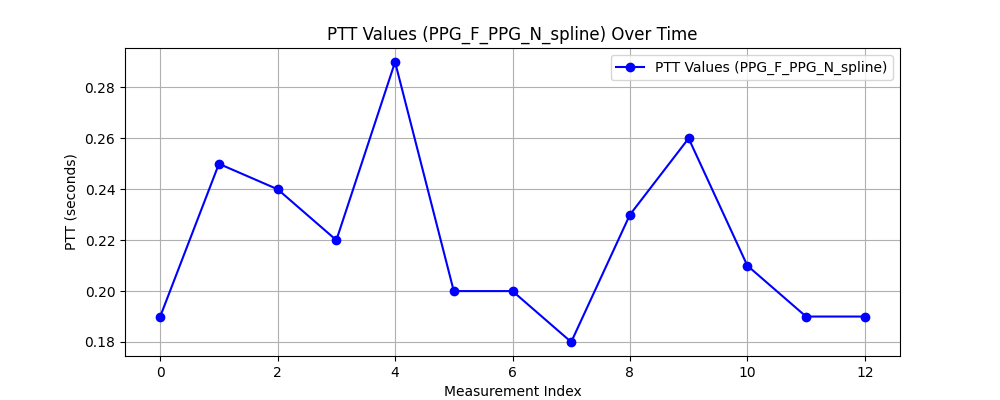 PTT Values (PPG_F_PPG_N_spline) Over Time
PTT Values (PPG_F_PPG_N_spline)
0.28
0.26
0.24
0.22
0.20
0.18
PTT (seconds)
0 2 4 6 8 10 12
Measurement Index